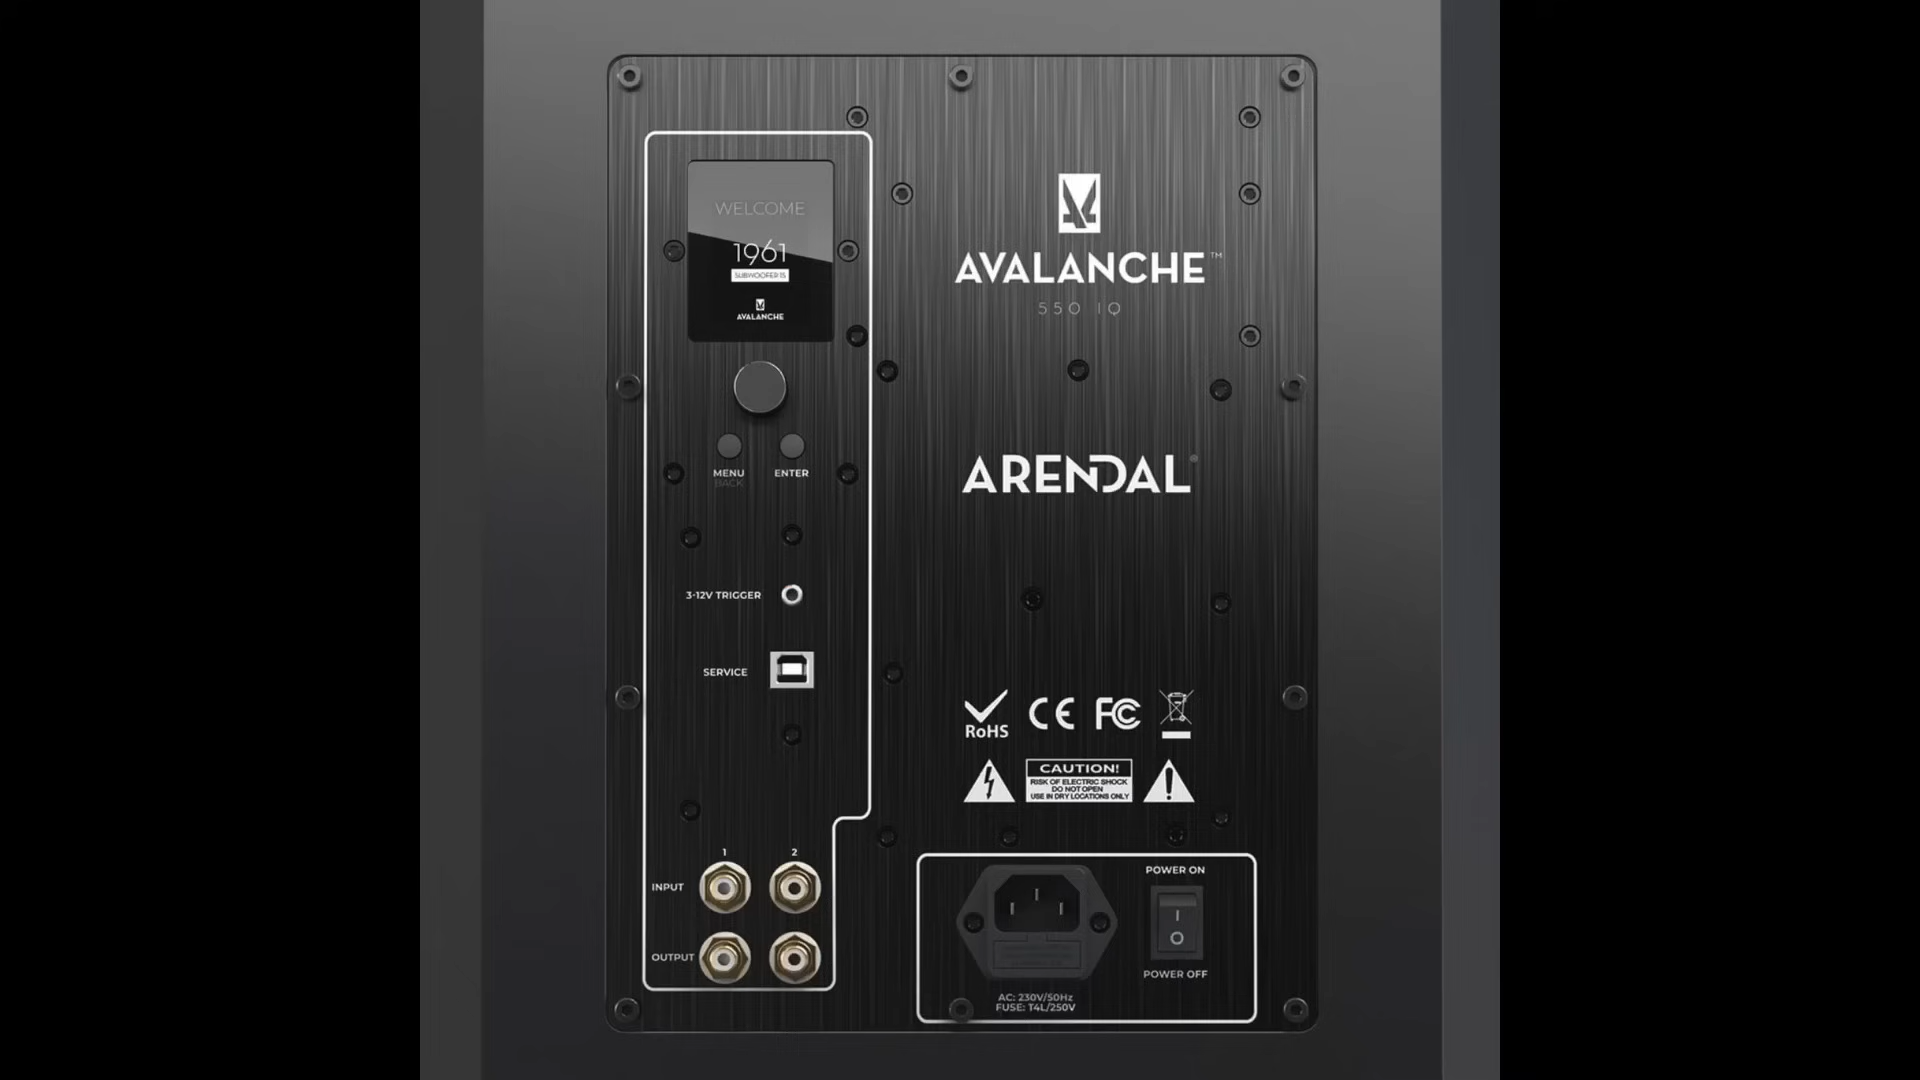 WELCOME
1961
SUBWOOFER 1S
AVALANCHE
MENU
BACK
ENTER
3-12V TRIGGER
SERVICE
1 2
INPUT
OUTPUT
AVALANCHE™
550 IQ
ARENDAL
RoHS
CE
FC
CAUTION!
RISK OF ELECTRIC SHOCK
DO NOT OPEN
USE IN DRY LOCATIONS ONLY
POWER ON
I
O
POWER OFF
AC: 230V/50Hz
FUSE: T4L/250V